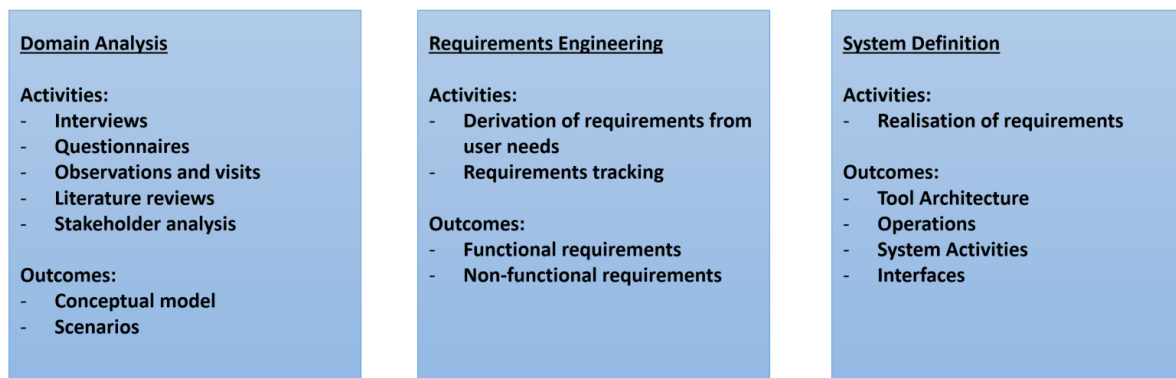 Domain Analysis
Activities:
- Interviews
- Questionnaires
- Observations and visits
- Literature reviews
- Stakeholder analysis
Outcomes:
- Conceptual model
- Scenarios
Requirements Engineering
Activities:
- Derivation of requirements from
user needs
- Requirements tracking
Outcomes:
- Functional requirements
- Non-functional requirements
System Definition
Activities:
- Realisation of requirements
Outcomes:
- Tool Architecture
- Operations
- System Activities
- Interfaces